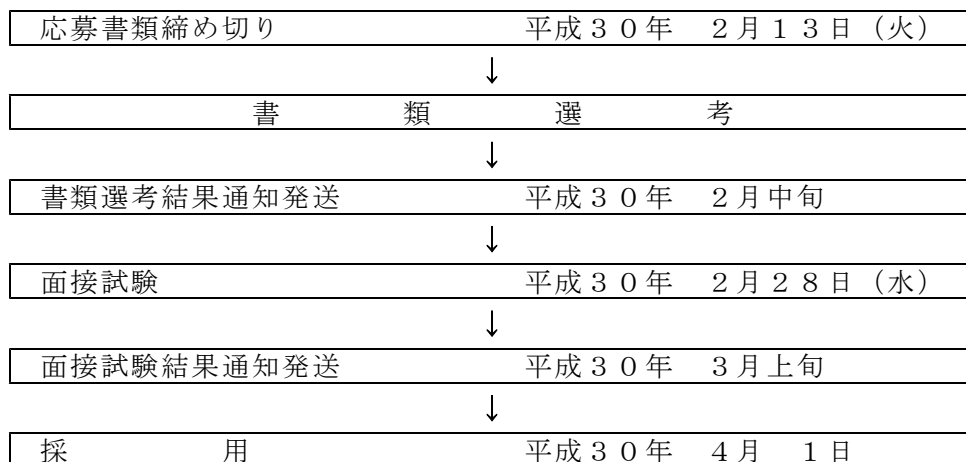 応募書類締め切り　平成３０年　２月１３日（火）
↓
書　類　選　考
↓
書類選考結果通知発送　平成３０年　２月中旬
↓
面接試験　平成３０年　２月２８日（水）
↓
面接試験結果通知発送　平成３０年　３月上旬
↓
採　用　平成３０年　４月　１日